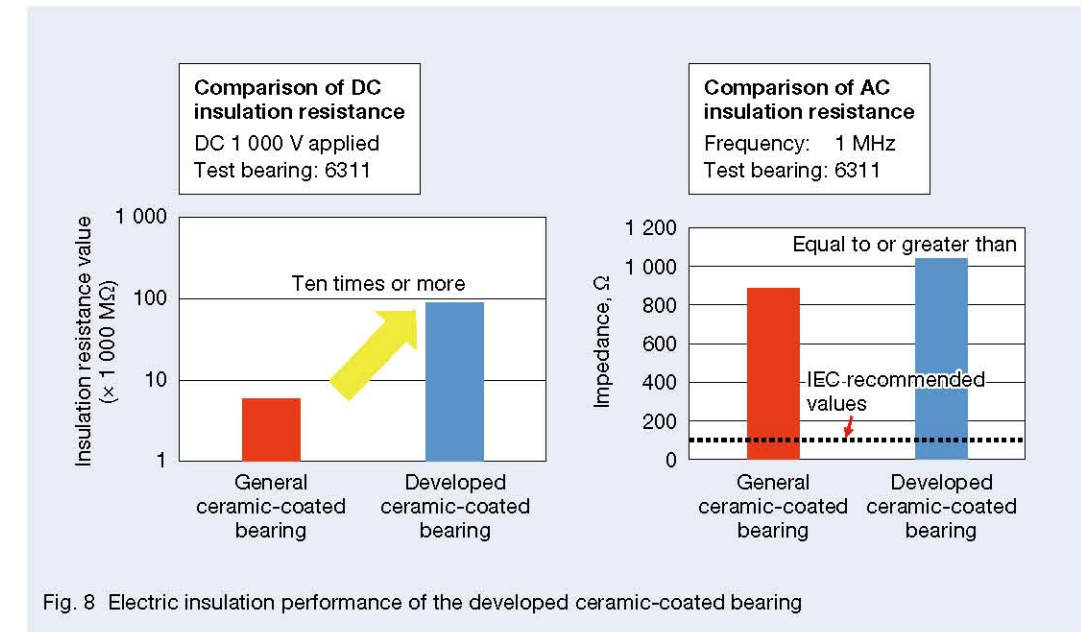 Comparison of DC
insulation resistance
DC 1 000 V applied
Test bearing: 6311
Insulation resistance value
(× 1 000 MΩ)
1 000
100
10
1
Ten times or more
General
ceramic-coated
bearing
Developed
ceramic-coated
bearing
Comparison of AC
insulation resistance
Frequency: 1 MHz
Test bearing: 6311
Impedance, Ω
1 200
1 000
800
600
400
200
0
Equal to or greater than
IEC-recommended
values
General
ceramic-coated
bearing
Developed
ceramic-coated
bearing
Fig. 8 Electric insulation performance of the developed ceramic-coated bearing